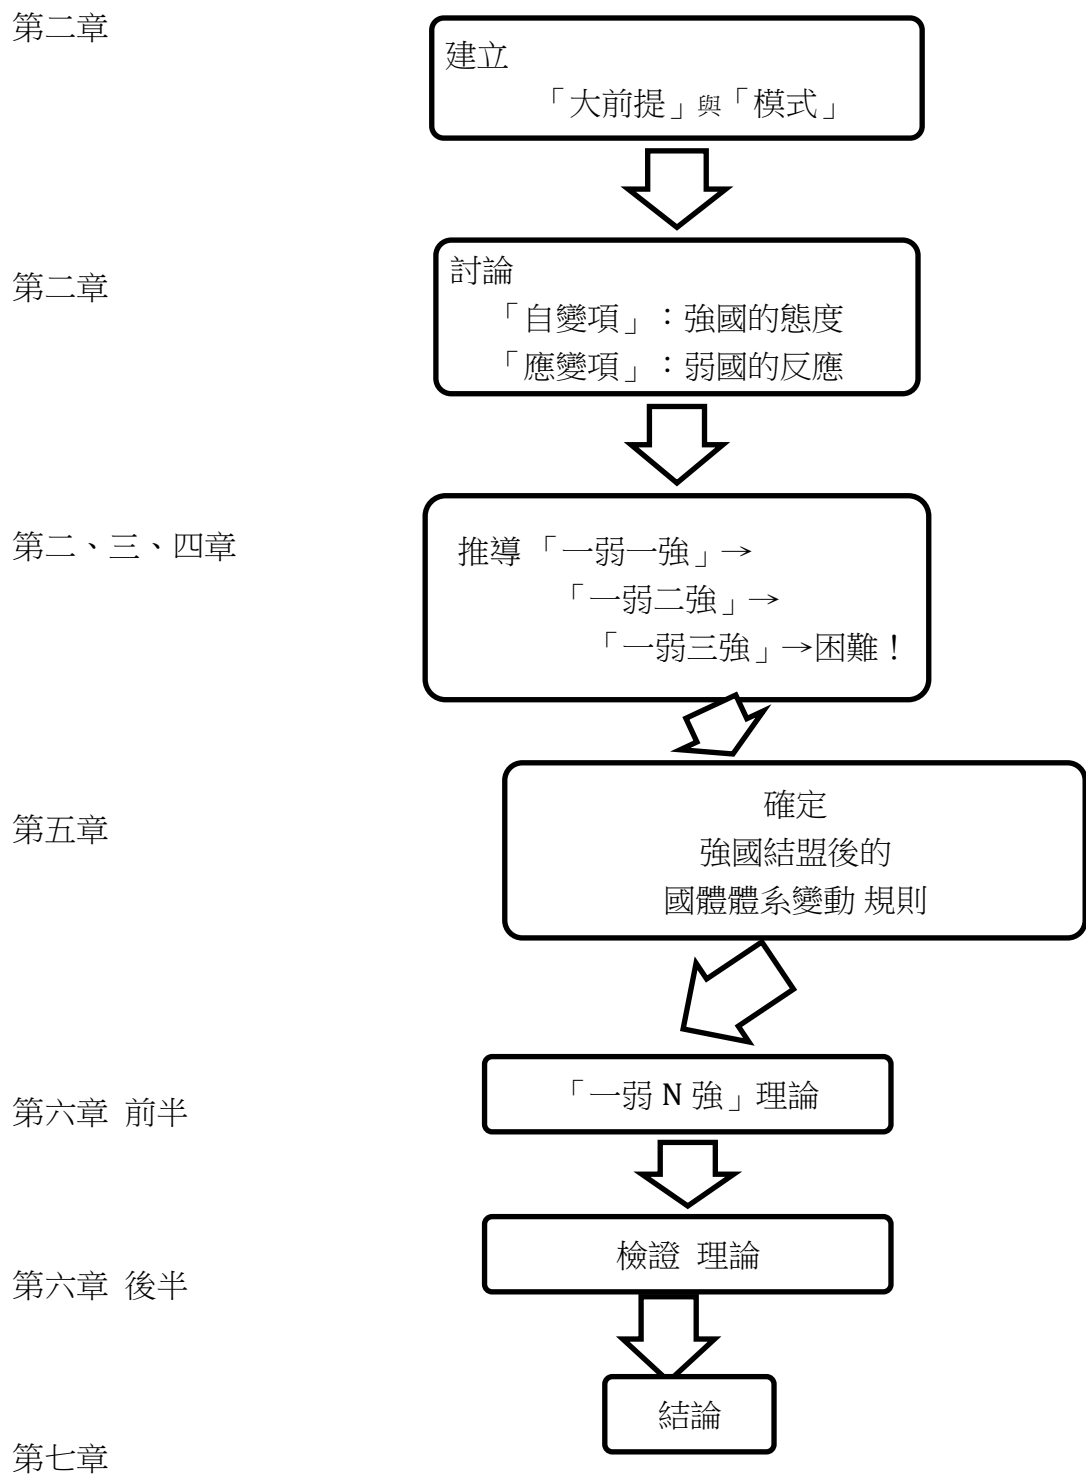 第二章
建立
「大前提」與「模式」
第二章
討論
「自變項」：強國的態度
「應變項」：弱國的反應
第二、三、四章
推導「一弱一強」→
「一弱二強」→
「一弱三強」→困難！
第五章
確定
強國結盟後的
國體體系變動 規則
第六章 前半
「一弱 N 強」理論
第六章 後半
檢證 理論
結論
第七章